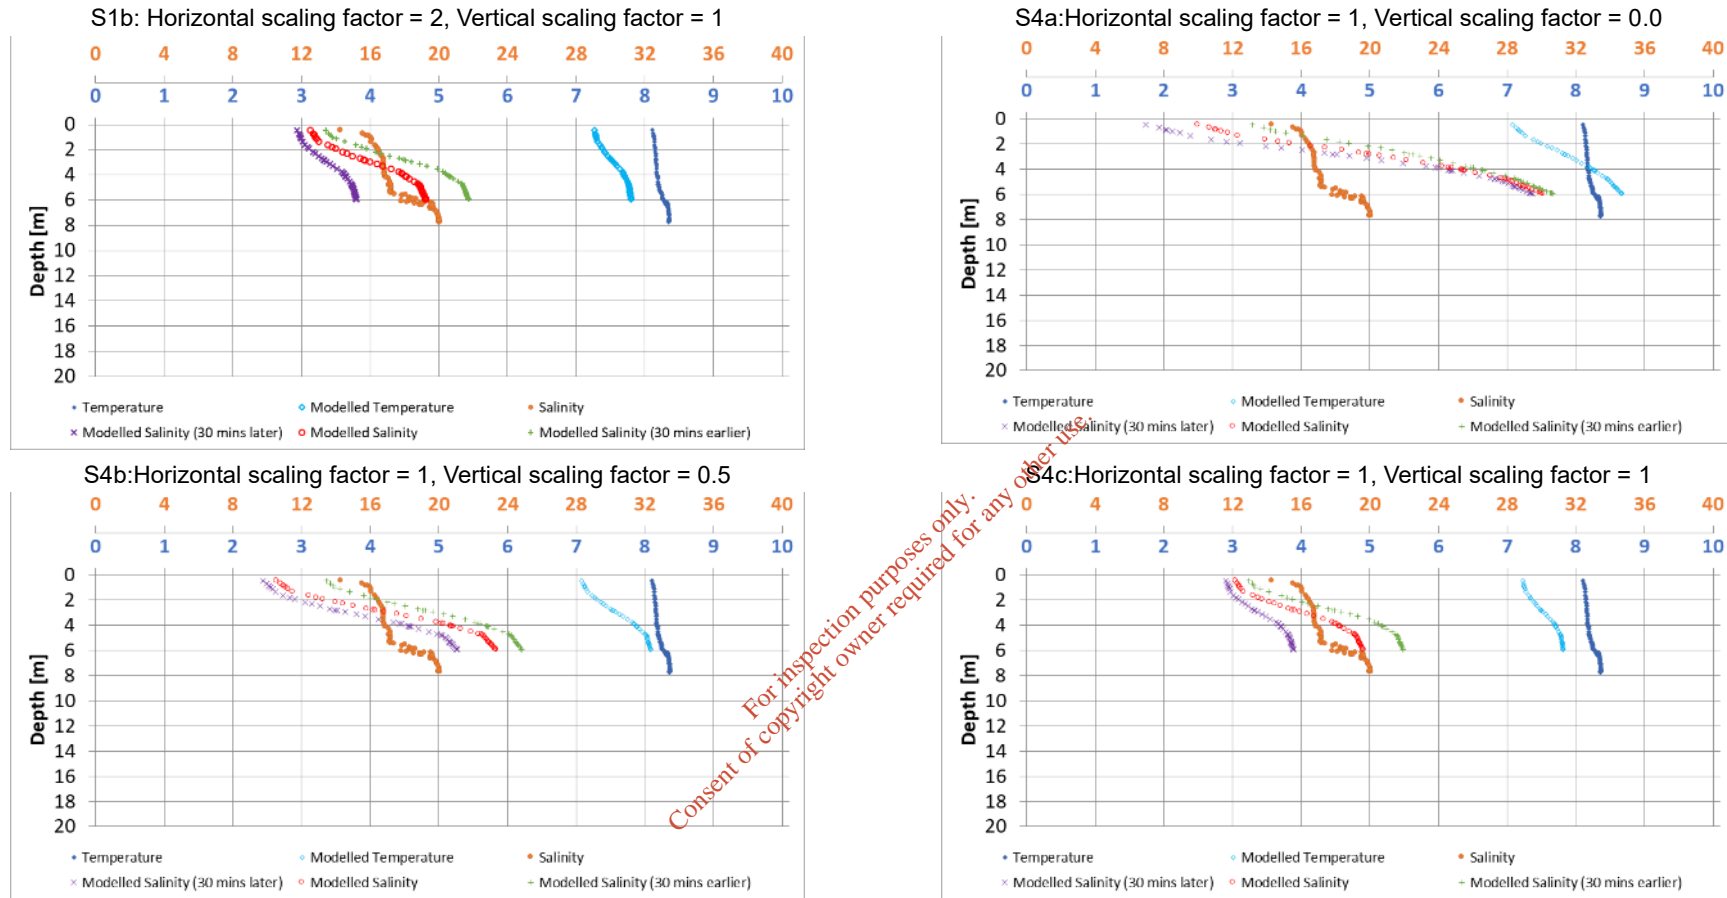 S1b: Horizontal scaling factor = 2, Vertical scaling factor = 1
0 4 8 12 16 20 24 28 32 36 40
0 1 2 3 4 5 6 7 8 9 10
Depth [m]
0
2
4
6
8
10
12
14
16
18
20
Temperature Modelled Temperature Salinity
Modelled Salinity (30 mins later) Modelled Salinity Modelled Salinity (30 mins earlier)
S4a:Horizontal scaling factor = 1, Vertical scaling factor = 0.0
0 4 8 12 16 20 24 28 32 36 40
0 1 2 3 4 5 6 7 8 9 10
Depth [m]
0
2
4
6
8
10
12
14
16
18
20
Temperature Modelled Temperature Salinity
Modelled Salinity (30 mins later) Modelled Salinity Modelled Salinity (30 mins earlier)
S4b:Horizontal scaling factor = 1, Vertical scaling factor = 0.5
0 4 8 12 16 20 24 28 32 36 40
0 1 2 3 4 5 6 7 8 9 10
Depth [m]
0
2
4
6
8
10
12
14
16
18
20
Temperature Modelled Temperature Salinity
Modelled Salinity (30 mins later) Modelled Salinity Modelled Salinity (30 mins earlier)
S4c:Horizontal scaling factor = 1, Vertical scaling factor = 1
0 4 8 12 16 20 24 28 32 36 40
0 1 2 3 4 5 6 7 8 9 10
Depth [m]
0
2
4
6
8
10
12
14
16
18
20
Temperature Modelled Temperature Salinity
Modelled Salinity (30 mins later) Modelled Salinity Modelled Salinity (30 mins earlier)
For inspection purposes only.
Consent of copyright owner required for any other use.